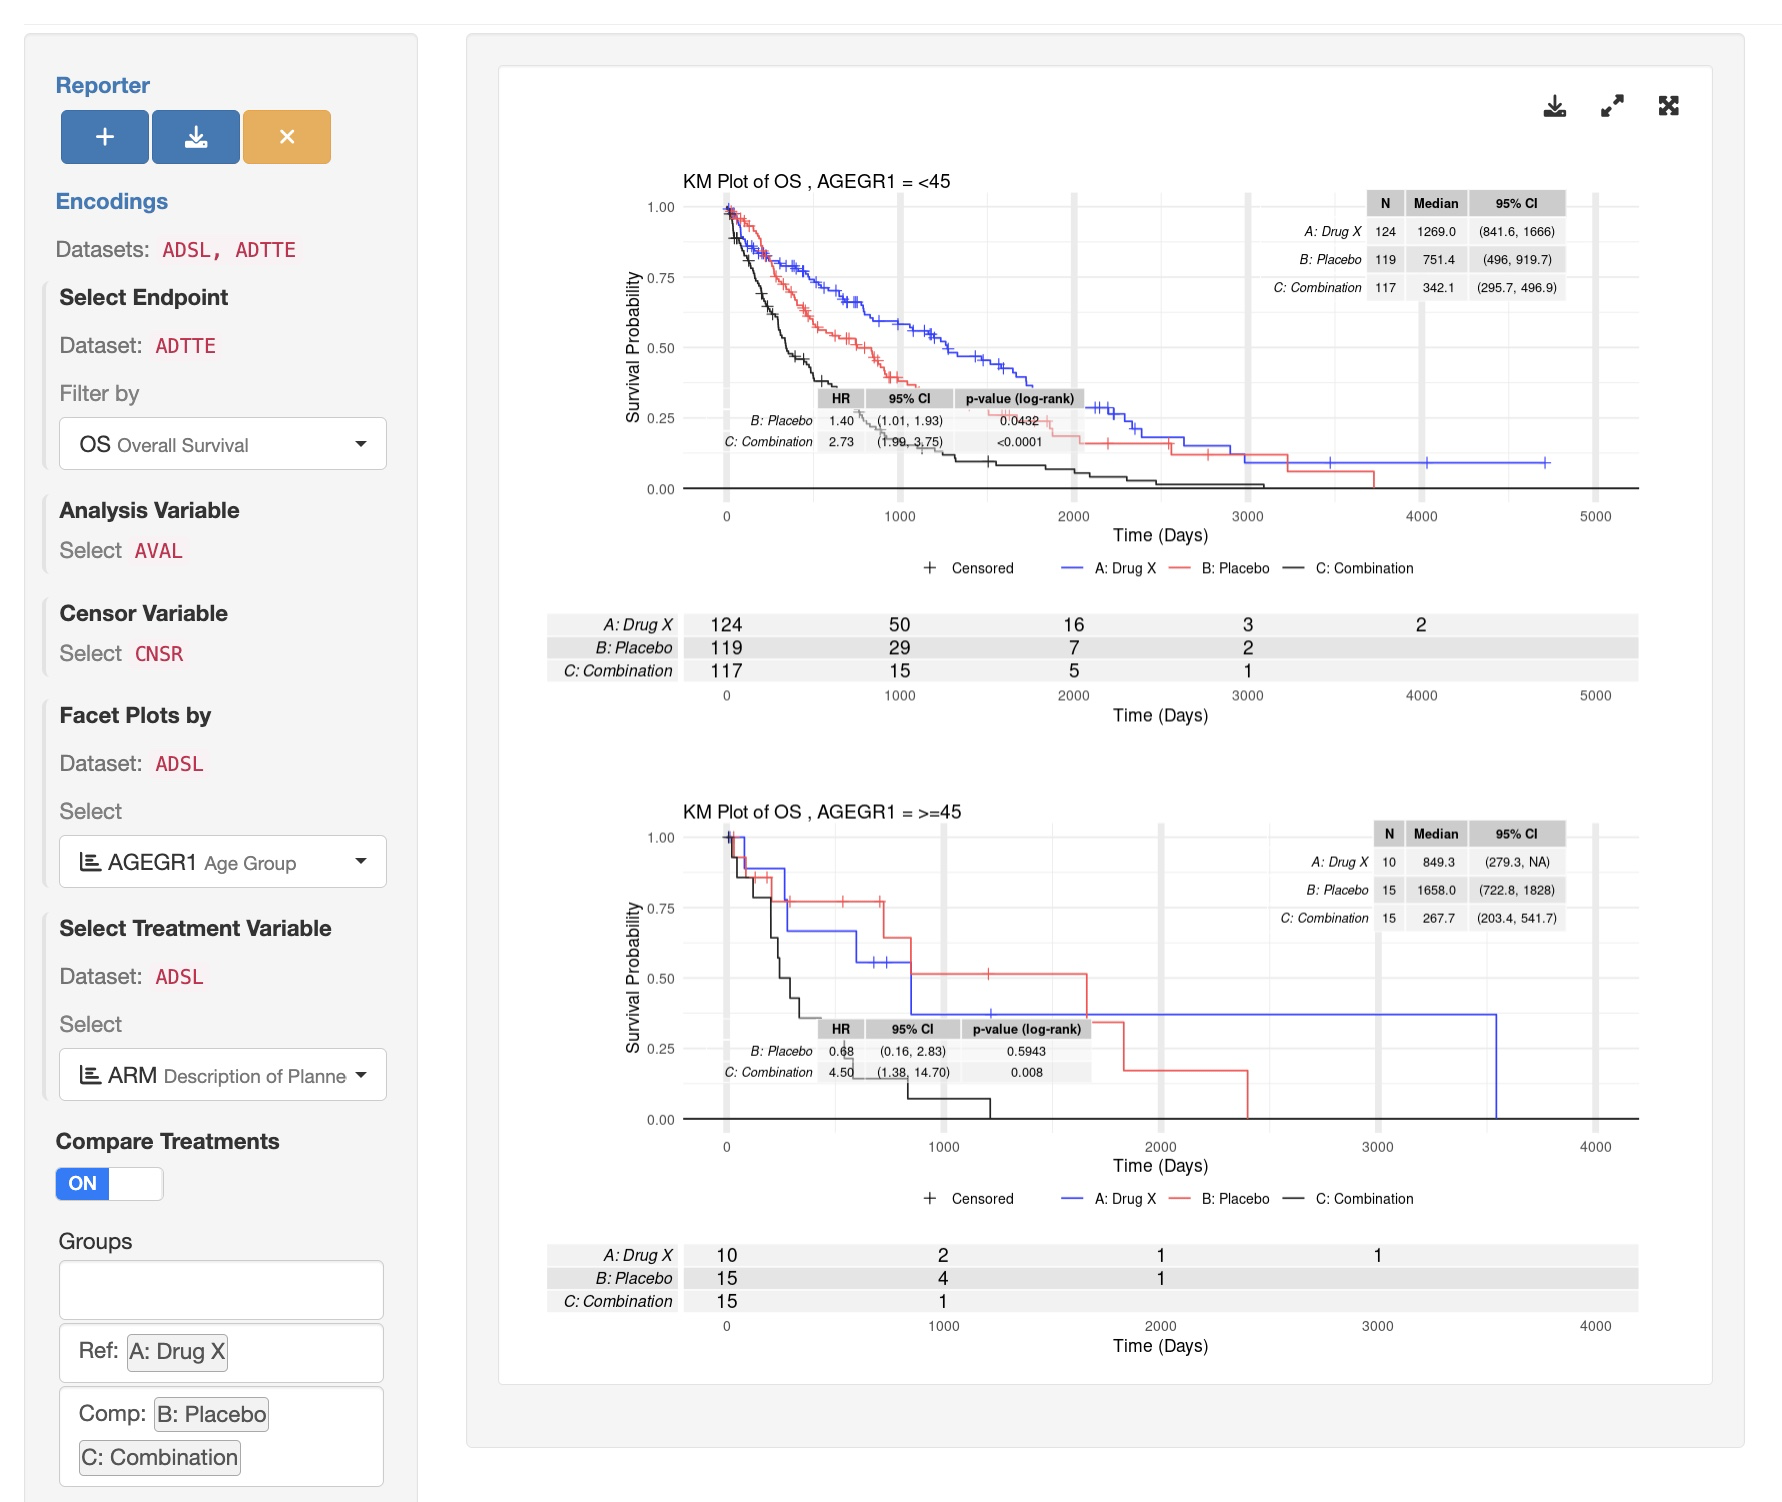 Reporter
Encodings
Datasets: ADSL, ADTTE
Select Endpoint
Dataset: ADTTE
Filter by
OS Overall Survival
Analysis Variable
Select AVAL
Censor Variable
Select CNSR
Facet Plots by
Dataset: ADSL
Select
AGEGR1 Age Group
Select Treatment Variable
Dataset: ADSL
Select
ARM Description of Planne
Compare Treatments
ON
Groups
Ref: A: Drug X
Comp: B: Placebo
C: Combination
KM Plot of OS , AGEGR1 = <45
N Median 95% CI
A: Drug X 124 1269.0 (841.6, 1666)
B: Placebo 119 751.4 (496, 919.7)
C: Combination 117 342.1 (295.7, 496.9)
Survival Probability
1.00
0.75
0.50
0.25
0.00
HR 95% CI p-value (log-rank)
B: Placebo 1.40 (1.01, 1.93) 0.0432
C: Combination 2.73 (1.99, 3.75) <0.0001
0 1000 2000 3000 4000 5000
Time (Days)
Censored A: Drug X B: Placebo C: Combination
A: Drug X 124 50 16 3 2
B: Placebo 119 29 7 2
C: Combination 117 15 5 1
0 1000 2000 3000 4000 5000
Time (Days)
KM Plot of OS , AGEGR1 = >=45
N Median 95% CI
A: Drug X 10 849.3 (279.3, NA)
B: Placebo 15 1658.0 (722.8, 1828)
C: Combination 15 267.7 (203.4, 541.7)
Survival Probability
1.00
0.75
0.50
0.25
0.00
HR 95% CI p-value (log-rank)
B: Placebo 0.68 (0.16, 2.83) 0.5943
C: Combination 4.50 (1.38, 14.70) 0.008
0 1000 2000 3000 4000
Time (Days)
Censored A: Drug X B: Placebo C: Combination
A: Drug X 10 2 1 1
B: Placebo 15 4 1
C: Combination 15 1
0 1000 2000 3000 4000
Time (Days)